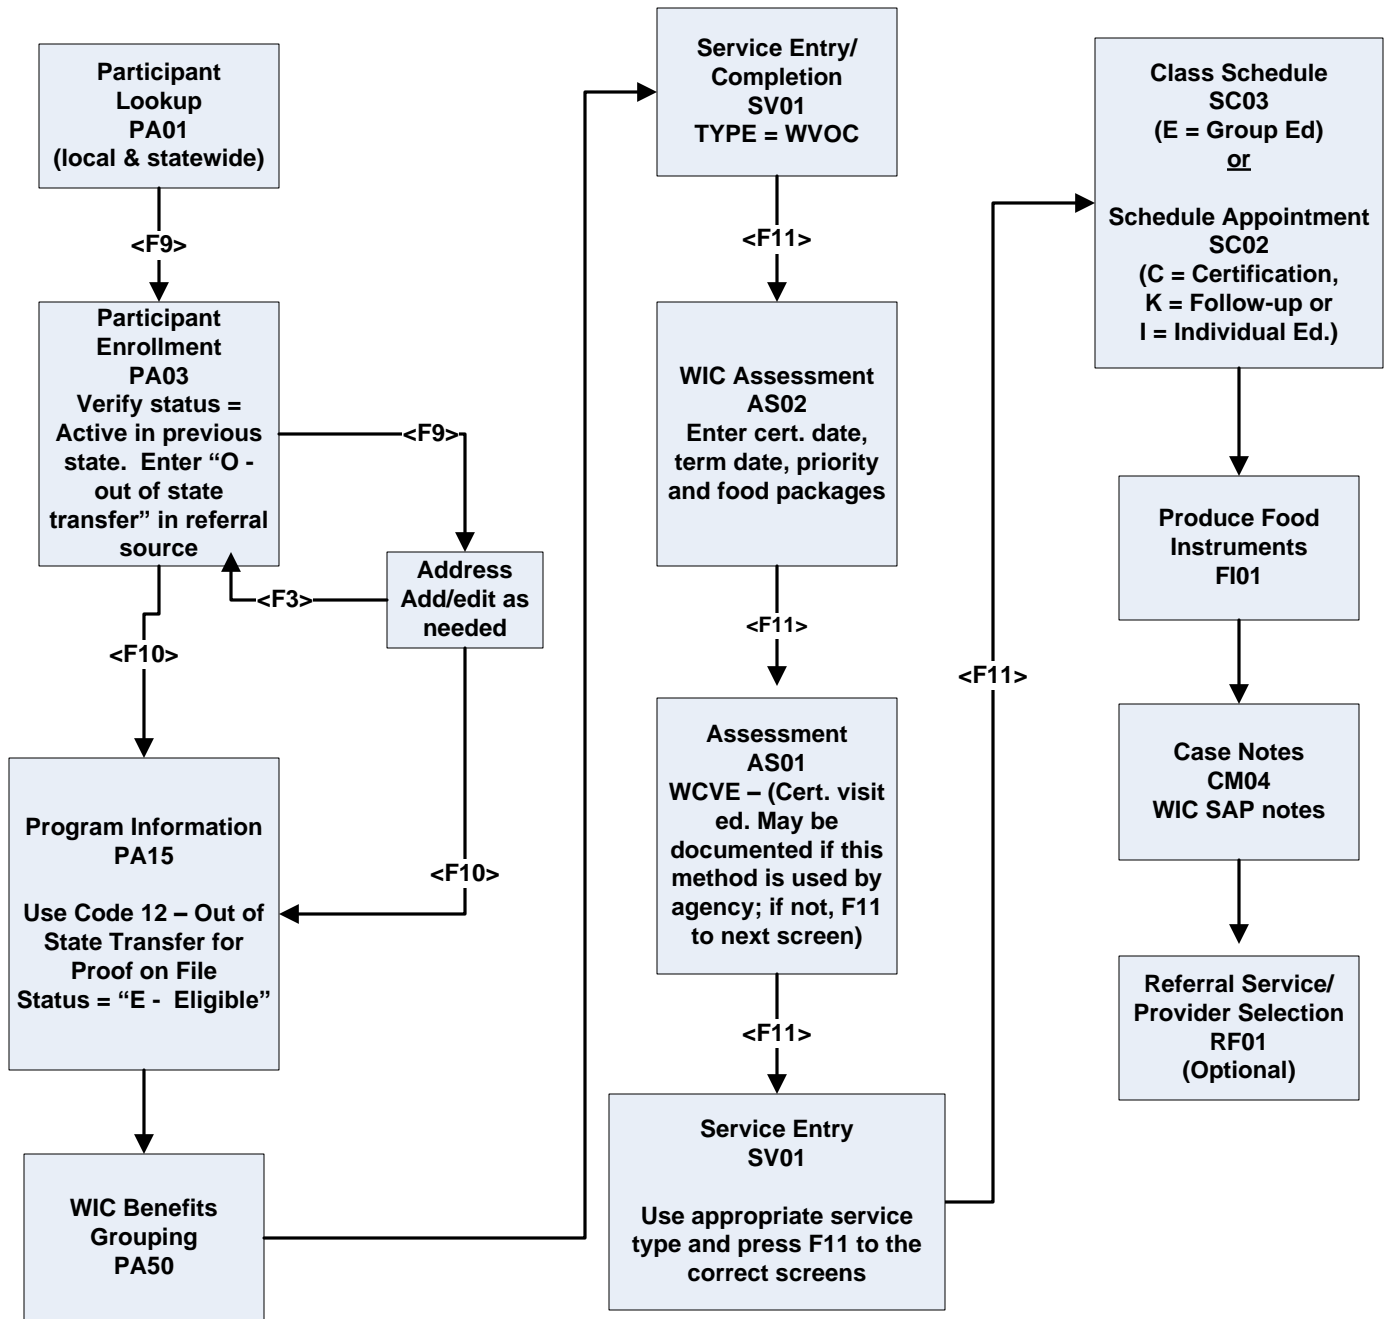 Participant
Lookup
PA01
(local & statewide)
<F9>
Participant
Enrollment
PA03
Verify status =
Active in previous
state.  Enter “O -
out of state
transfer” in referral
source
<F9>
Address
Add/edit as
needed
<F3>
<F10>
<F10>
Program Information
PA15
Use Code 12 – Out of
State Transfer for
Proof on File
Status = “E -  Eligible”
WIC Benefits
Grouping
PA50
Service Entry/
Completion
SV01
TYPE = WVOC
<F11>
WIC Assessment
AS02
Enter cert. date,
term date, priority
and food packages
<F11>
Assessment
AS01
WCVE – (Cert. visit
ed. May be
documented if this
method is used by
agency; if not, F11
to next screen)
<F11>
Service Entry
SV01
Use appropriate service
type and press F11 to the
correct screens
<F11>
Class Schedule
SC03
(E = Group Ed)
or
Schedule Appointment
SC02
(C = Certification,
K = Follow-up or
I = Individual Ed.)
Produce Food
Instruments
FI01
Case Notes
CM04
WIC SAP notes
Referral Service/
Provider Selection
RF01
(Optional)